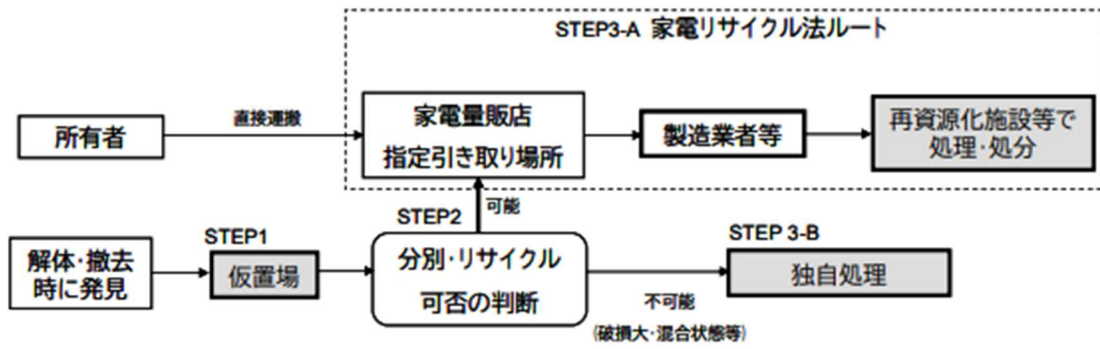 STEP3-A 家電リサイクル法ルート
所有者
直接運搬
家電量販店
指定引き取り場所
製造業者等
再資源化施設等で
処理・処分
STEP2
可能
解体・撤去
時に発見
STEP1
仮置場
分別・リサイクル
可否の判断
不可能
(破損大・混合状態等)
STEP 3-B
独自処理